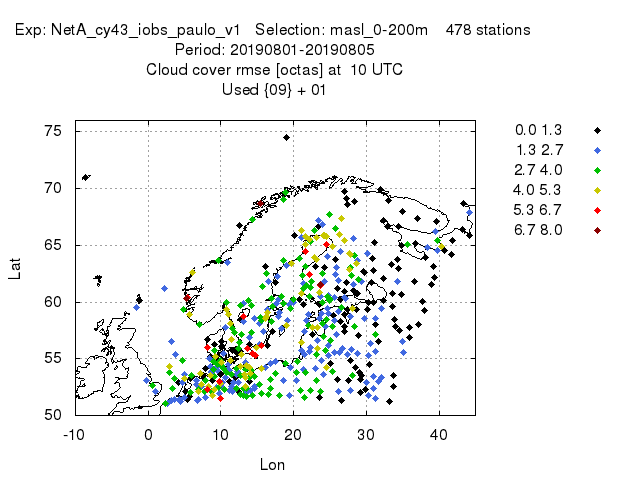 Exp: NetA_cy43_iobs_paulo_v1 Selection: masl_0-200m 478 stations
Period: 20190801-20190805
Cloud cover rmse [octas] at 10 UTC
Used {09} + 01
75
70
65
60
55
50
-10 0 10 20 30 40
Lat
Lon
0.0 1.3
1.3 2.7
2.7 4.0
4.0 5.3
5.3 6.7
6.7 8.0